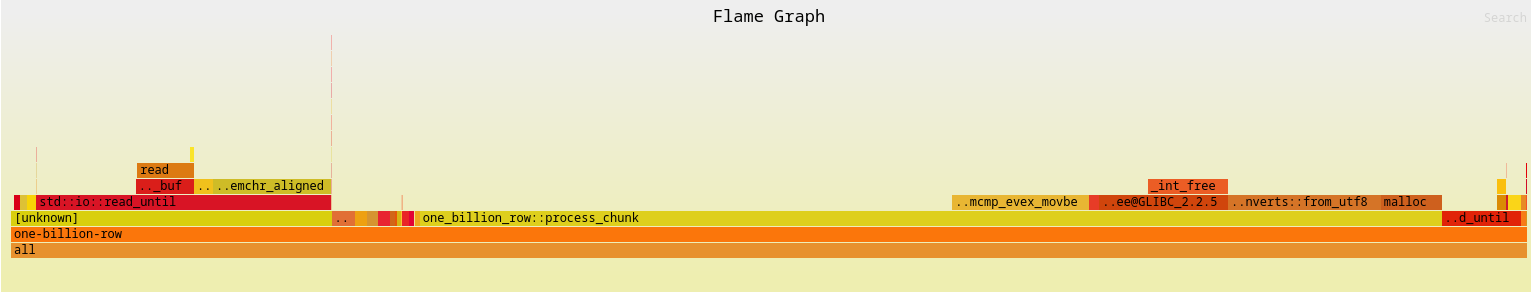 Flame Graph
Search
read
.._buf .. ..emchr_aligned _int_free
std::io::read_until ..mcmp_evex_movbe ..ee@GLIBC_2.2.5 ..nverts::from_utf8 malloc
[unknown] .. one_billion_row::process_chunk ..d_until
one-billion-row
all